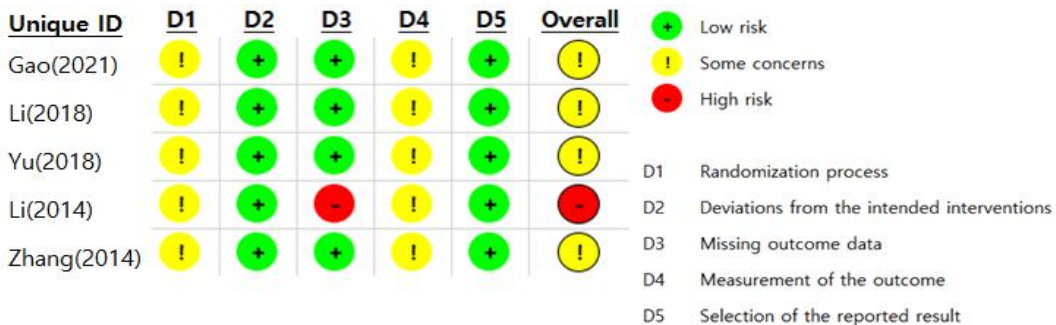 Unique ID D1 D2 D3 D4 D5 Overall
Gao(2021) ! + + ! + !
Li(2018) ! + + ! + !
Yu(2018) ! + + ! + !
Li(2014) ! + - ! + -
Zhang(2014) ! + + ! + !
+ Low risk
! Some concerns
- High risk
D1 Randomization process
D2 Deviations from the intended interventions
D3 Missing outcome data
D4 Measurement of the outcome
D5 Selection of the reported result